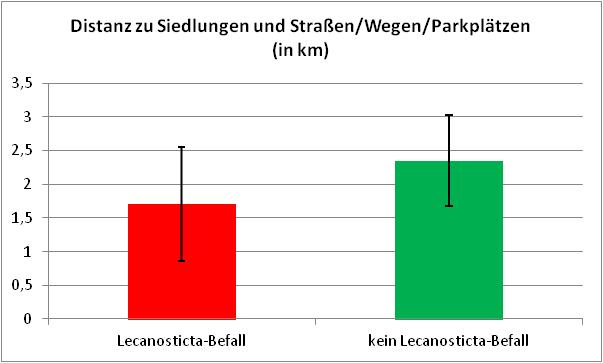 Distanz zu Siedlungen und Straßen/Wegen/Parkplätzen
(in km)
3,5
3
2,5
2
1,5
1
0,5
0
Lecanosticta-Befall
kein Lecanosticta-Befall